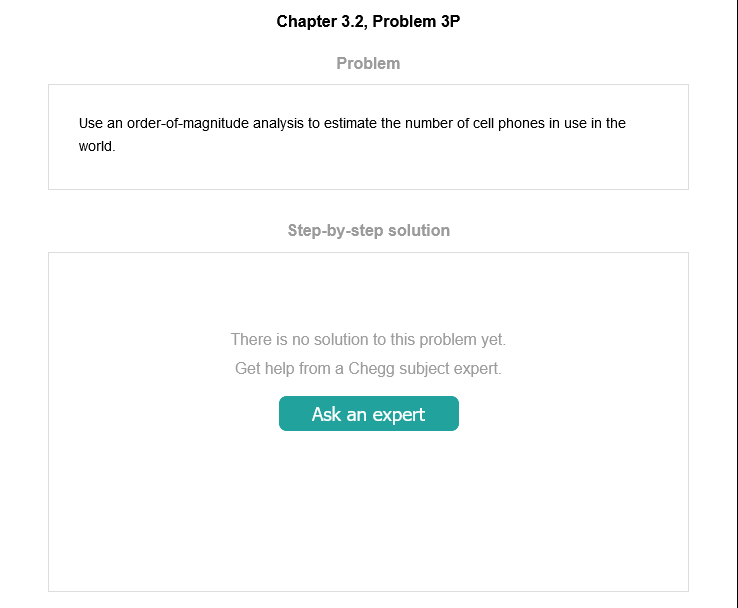 Chapter 3.2, Problem 3P
Problem
Use an order-of-magnitude analysis to estimate the number of cell phones in use in the
world.
Step-by-step solution
There is no solution to this problem yet.
Get help from a Chegg subject expert.
Ask an expert